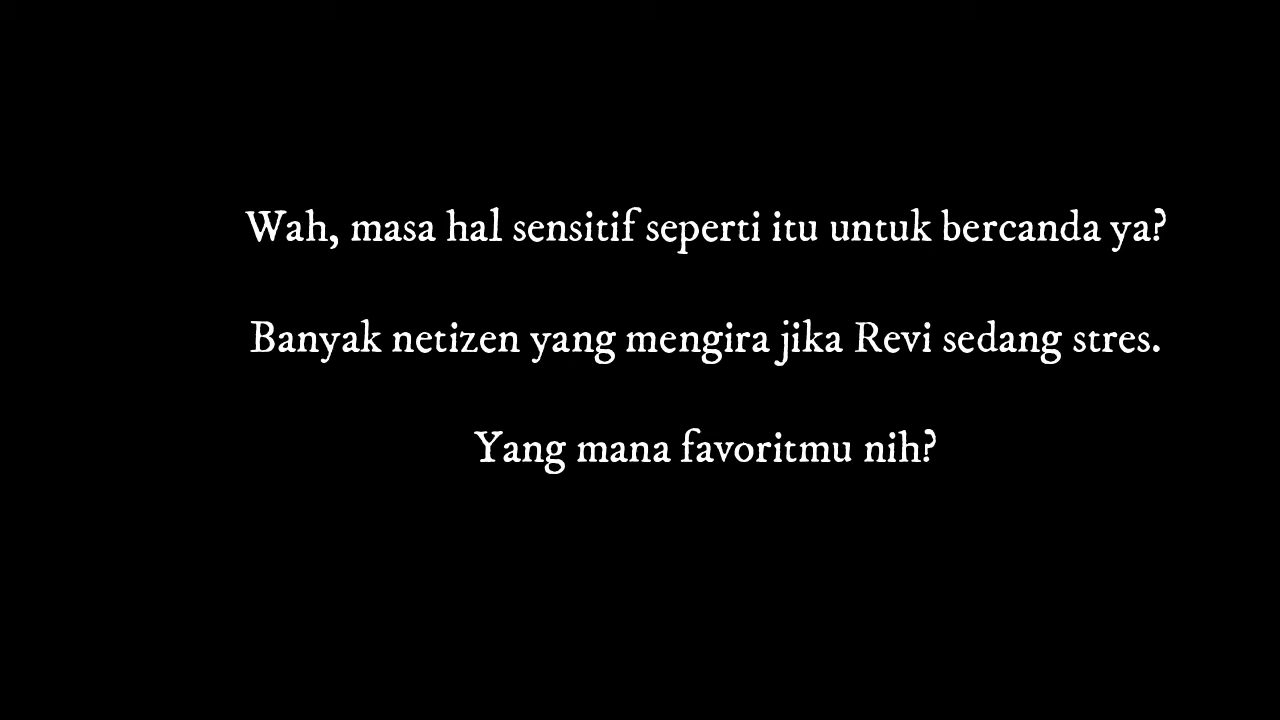 Wah, masa hal sensitif seperti itu untuk bercanda ya?
Banyak netizen yang mengira jika Revi sedang stres.
Yang mana favoritmu nih?